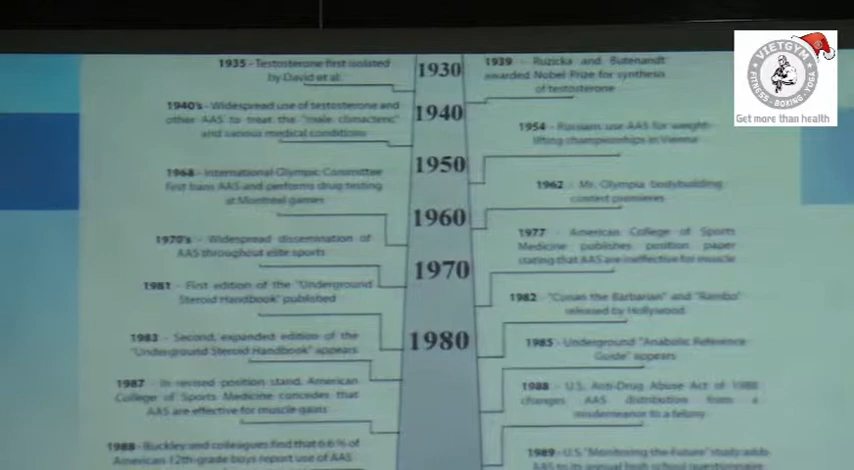 1935 - Testosterone first isolated
by David et al.
1940's - Widespread use of testosterone and
other AAS to treat the "male climacteric"
and various medical conditions
1968 - International Olympic Committee
first bans AAS and performs drug testing
at Montreal games
1970's - Widespread dissemination of
AAS throughout elite sports
1981 - First edition of the "Underground
Steroid Handbook" published
1983 - Second, expanded edition of the
"Underground Steroid Handbook" appears
1987 - In revised position stand, American
College of Sports Medicine concedes that
AAS are effective for muscle gains
1988 - Buckley and colleagues find that 6.6% of
American 12th-grade boys report use of AAS
1930
1940
1950
1960
1970
1980
1939 - Ruzicka and Butenandt
awarded Nobel Prize for synthesis
of testosterone
1954 - Russians use AAS for weight-
lifting championships in Vienna
1962 - Mr. Olympia bodybuilding
contest premieres
1977 - American College of Sports
Medicine publishes position paper
stating that AAS are ineffective for muscle
1982 - "Conan the Barbarian" and "Rambo"
released by Hollywood
1985 - Underground "Anabolic Reference
Guide" appears
1988 - U.S. Anti-Drug Abuse Act of 1988
changes AAS distribution from a
misdemeanor to a felony
1989 - U.S. "Monitoring the Future" study adds
AAS to its annual high school questionnaire
VIETGYM
FITNESS - BOXING - YOGA
Get more than health